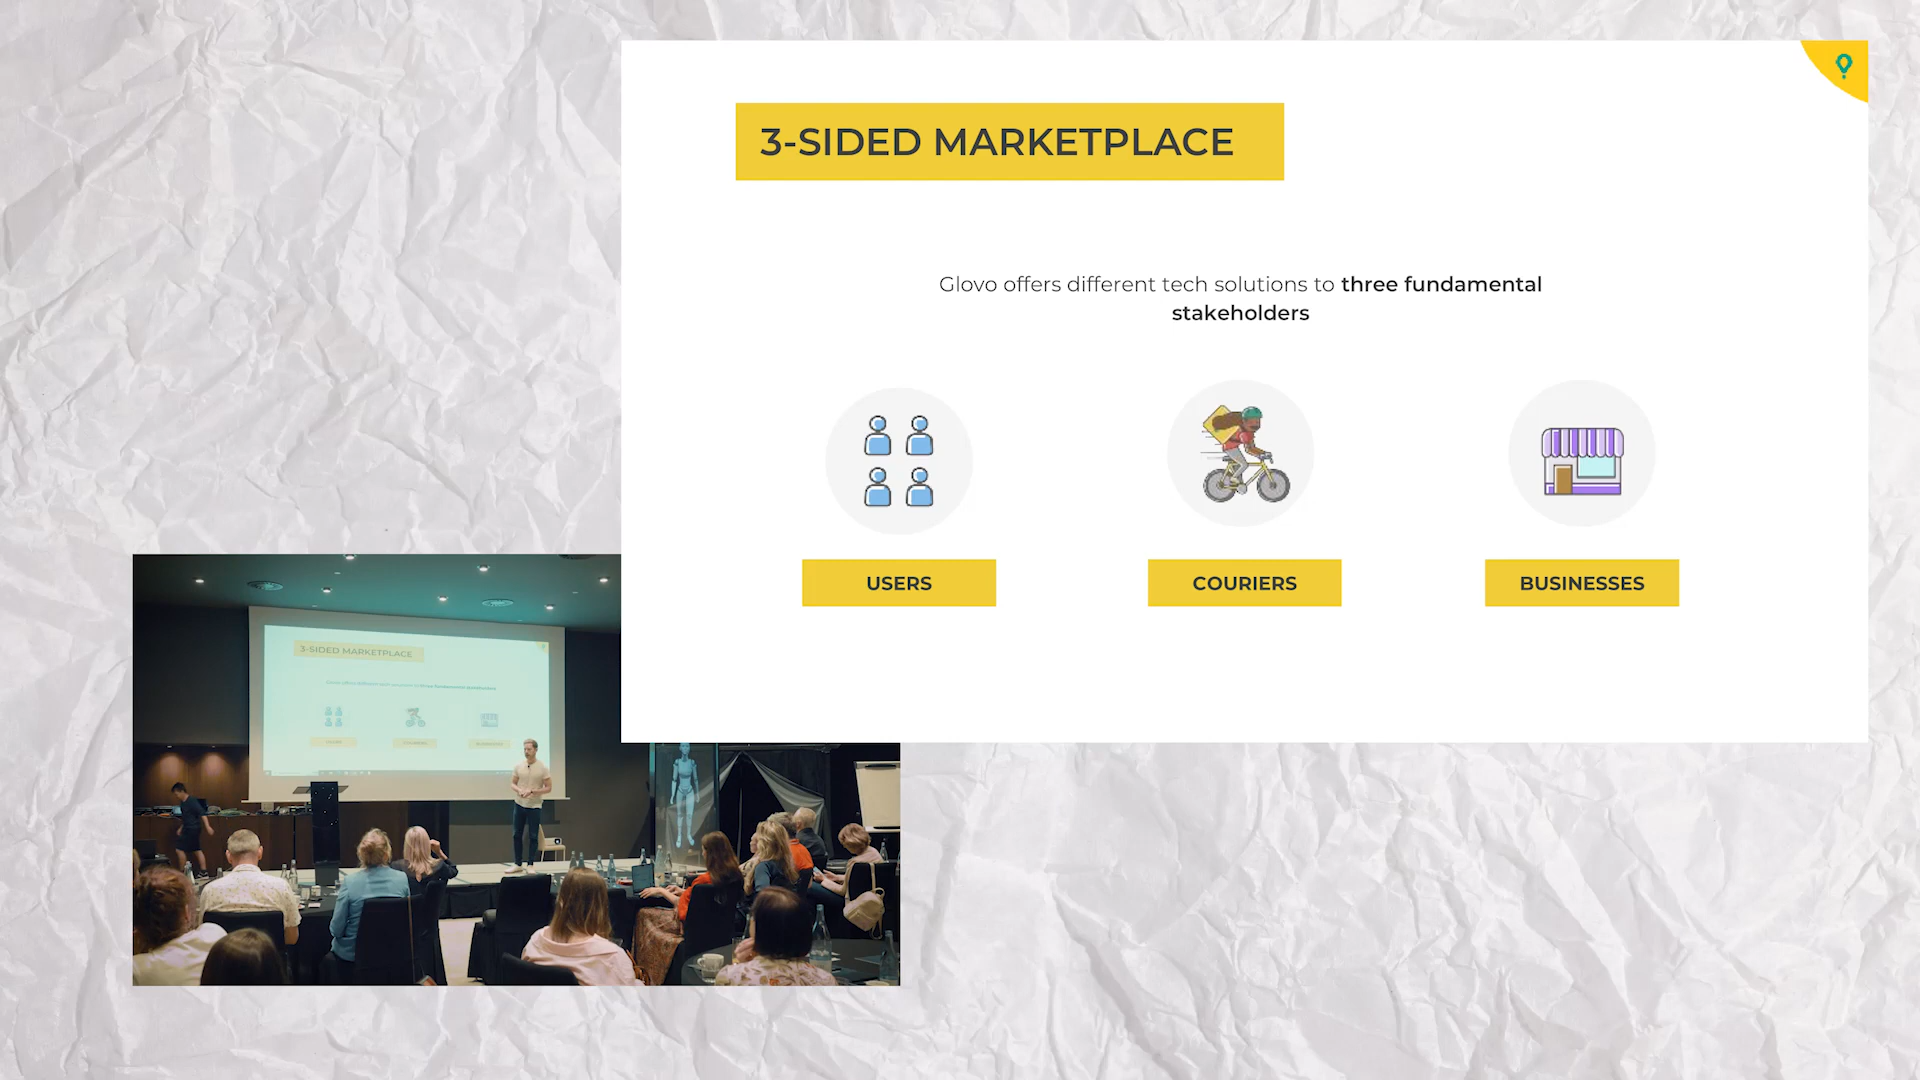 3-SIDED MARKETPLACE
Glovo offers different tech solutions to three fundamental
stakeholders
USERS
COURIERS
BUSINESSES
3-SIDED MARKETPLACE